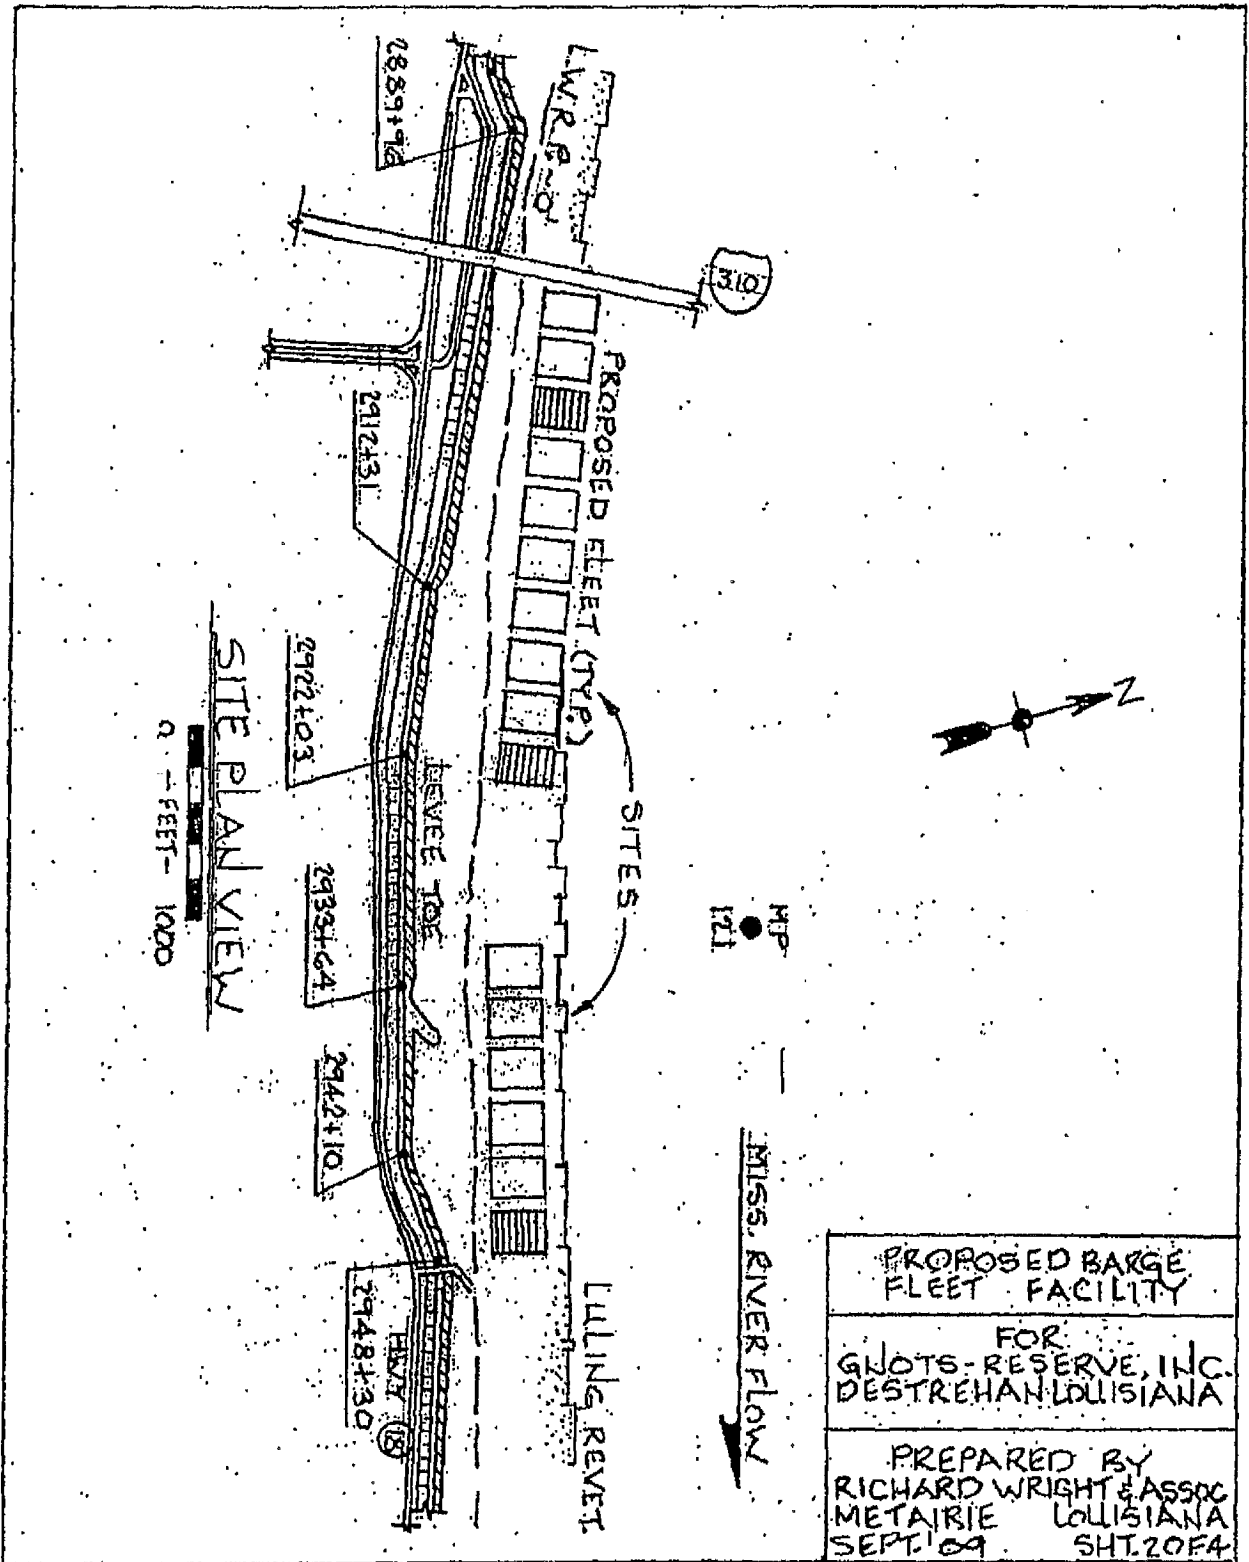 2889+96
L.W.R.P.~0'
310
PROPOSED FLEET (TYP.)
2912+31
2922+03
LEVEE TOE
SITES
2933+64
2942+10
2948+30
HWY 18
LULING REVET.
MP
121
MISS. RIVER FLOW
N
SITE PLAN VIEW
0 -FEET- 1000
PROPOSED BARGE
FLEET FACILITY
FOR
GNOTS-RESERVE, INC.
DESTREHAN LOUISIANA
PREPARED BY
RICHARD WRIGHT & ASSOC
METAIRIE LOUISIANA
SEPT. '09 SHT. 2 OF 4